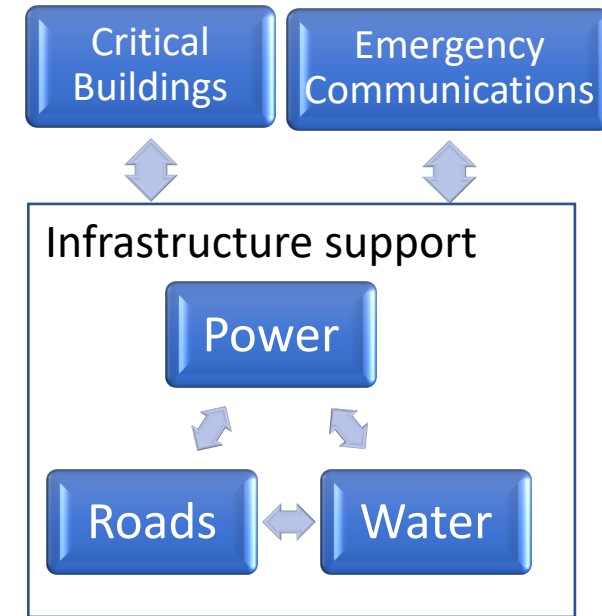 Critical
Buildings
Emergency
Communications
Infrastructure support
Power
Roads
Water